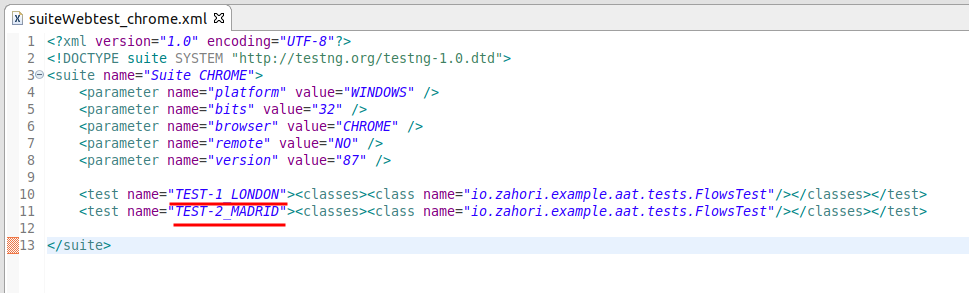 suiteWebtest_chrome.xml
1 <?xml version="1.0" encoding="UTF-8"?>
2 <!DOCTYPE suite SYSTEM "http://testng.org/testng-1.0.dtd">
3 <suite name="Suite CHROME">
4 <parameter name="platform" value="WINDOWS" />
5 <parameter name="bits" value="32" />
6 <parameter name="browser" value="CHROME" />
7 <parameter name="remote" value="NO" />
8 <parameter name="version" value="87" />
9
10 <test name="TEST-1_LONDON"><classes><class name="io.zahori.example.aat.tests.FlowsTest"/></classes></test>
11 <test name="TEST-2_MADRID"><classes><class name="io.zahori.example.aat.tests.FlowsTest"/></classes></test>
12
13 </suite>